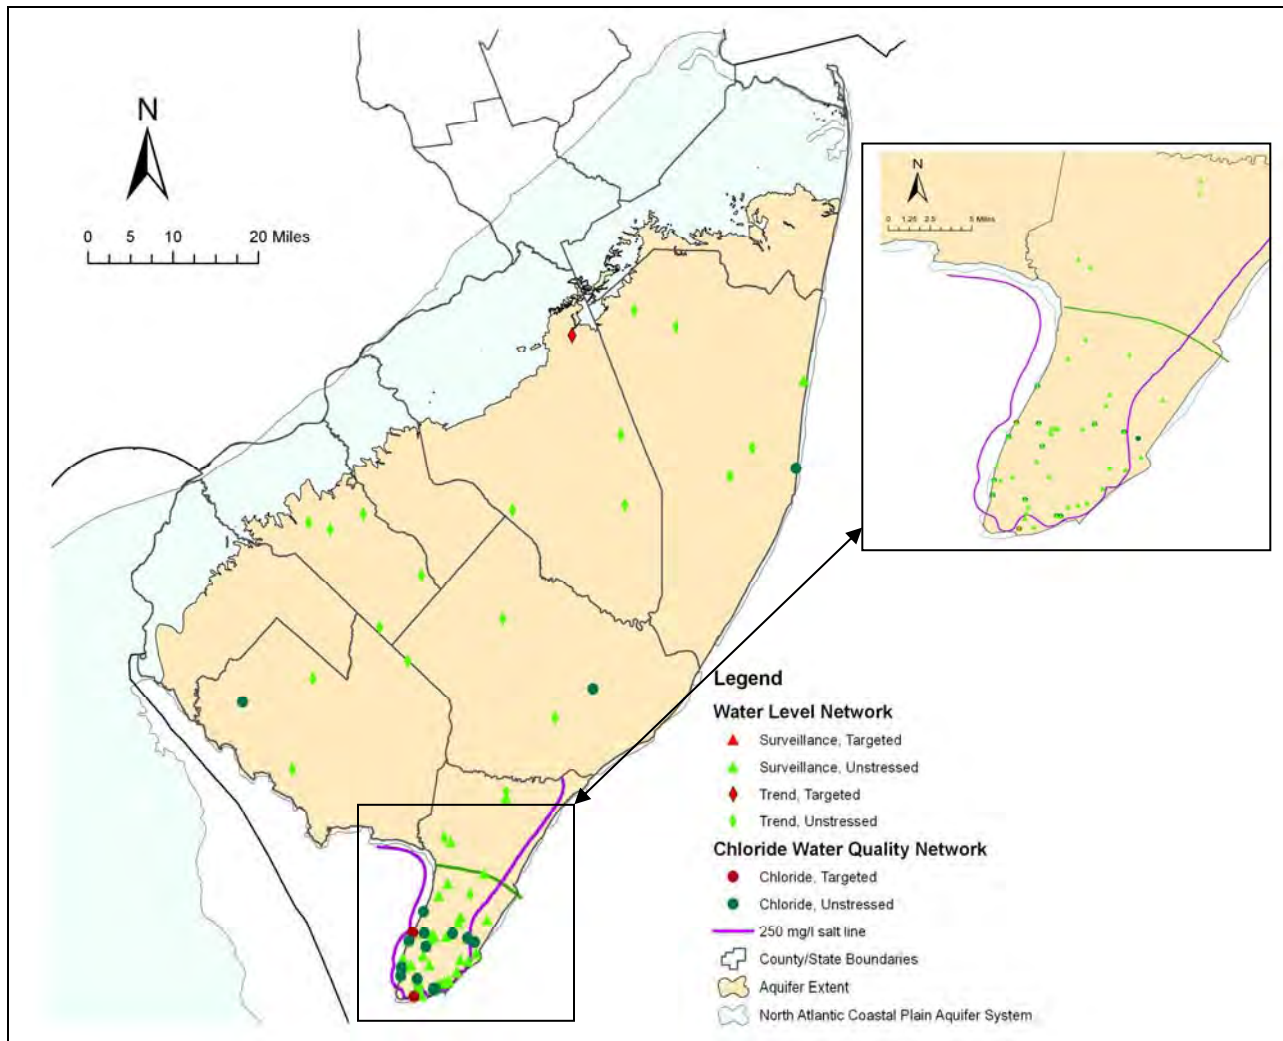 N
0 5 10 20 Miles
N
0 1.25 2.5 5 Miles
Legend
Water Level Network
Surveillance, Targeted
Surveillance, Unstressed
Trend, Targeted
Trend, Unstressed
Chloride Water Quality Network
Chloride, Targeted
Chloride, Unstressed
250 mg/l salt line
County/State Boundaries
Aquifer Extent
North Atlantic Coastal Plain Aquifer System